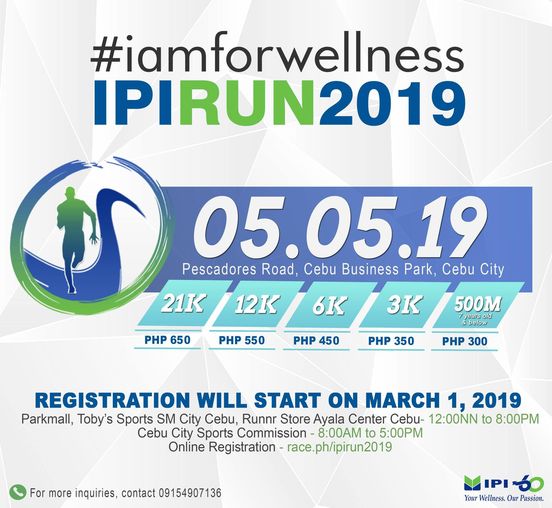 #iamforwellness
IPIRUN2019
05.05.19
Pescadores Road, Cebu Business Park, Cebu City
21K 12K 6K 3K 500M
7 years old
& below
PHP 650 PHP 550 PHP 450 PHP 350 PHP 300
REGISTRATION WILL START ON MARCH 1, 2019
Parkmall, Toby's Sports SM City Cebu, Runnr Store Ayala Center Cebu- 12:00NN to 8:00PM
Cebu City Sports Commission - 8:00AM to 5:00PM
Online Registration - race.ph/ipirun2019
For more inquiries, contact 09154907136
IPI 60
Your Wellness. Our Passion.